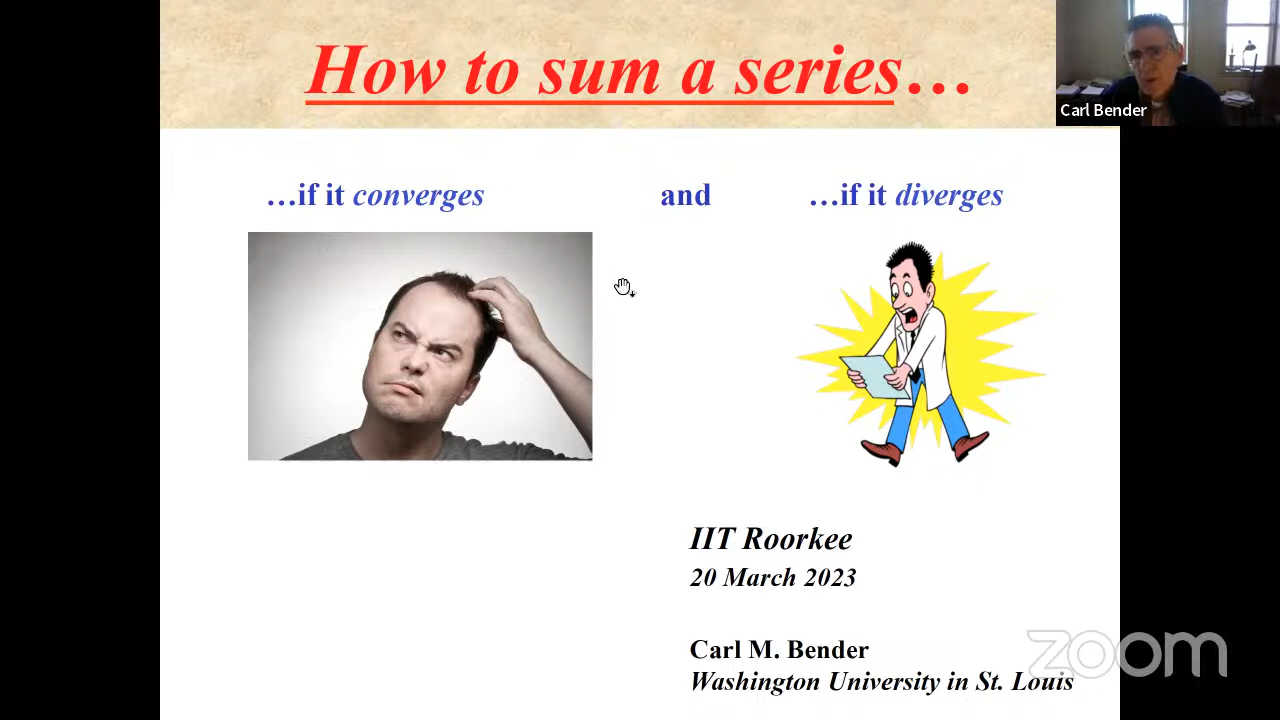 How to sum a series…
Carl Bender
…if it converges and …if it diverges
IIT Roorkee
20 March 2023
Carl M. Bender
Washington University in St. Louis
zoom